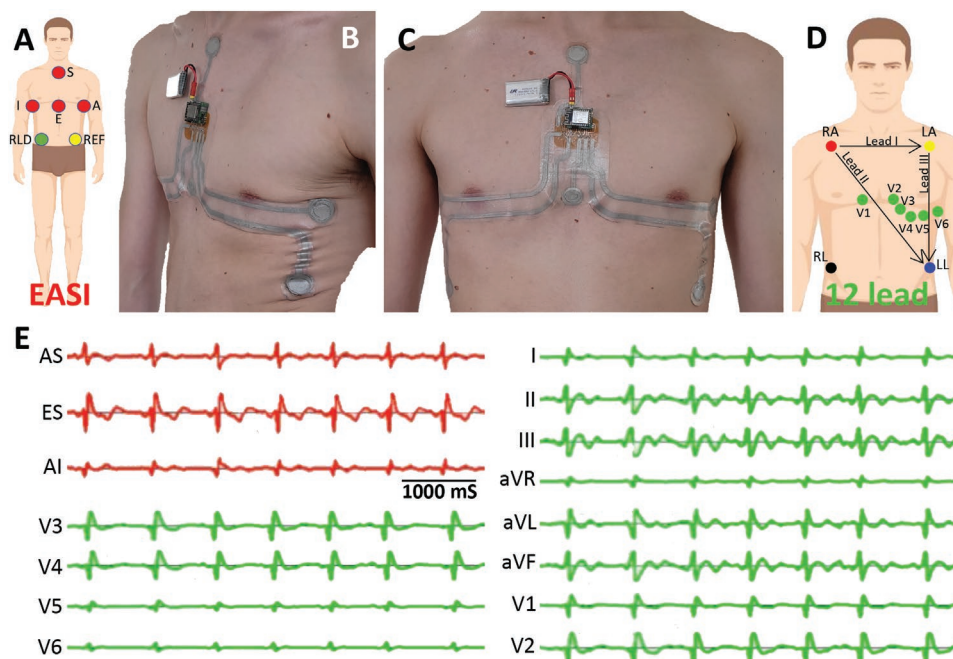 A
S
I
A
E
RLD
REF
EASI
B
C
D
RA
LA
Lead I
Lead II
Lead III
V2
V3
V1
V4
V5
V6
RL
LL
12 lead
E
AS
ES
AI
1000 mS
V3
V4
V5
V6
I
II
III
aVR
aVL
aVF
V1
V2